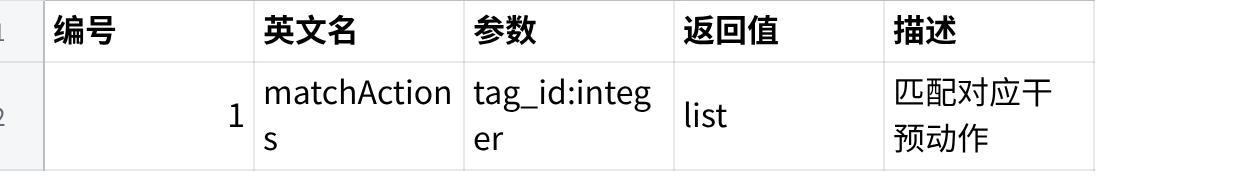 1 编号 英文名 参数 返回值 描述
2 1 matchAction tag_id:integ list 匹配对应干
s er 预动作